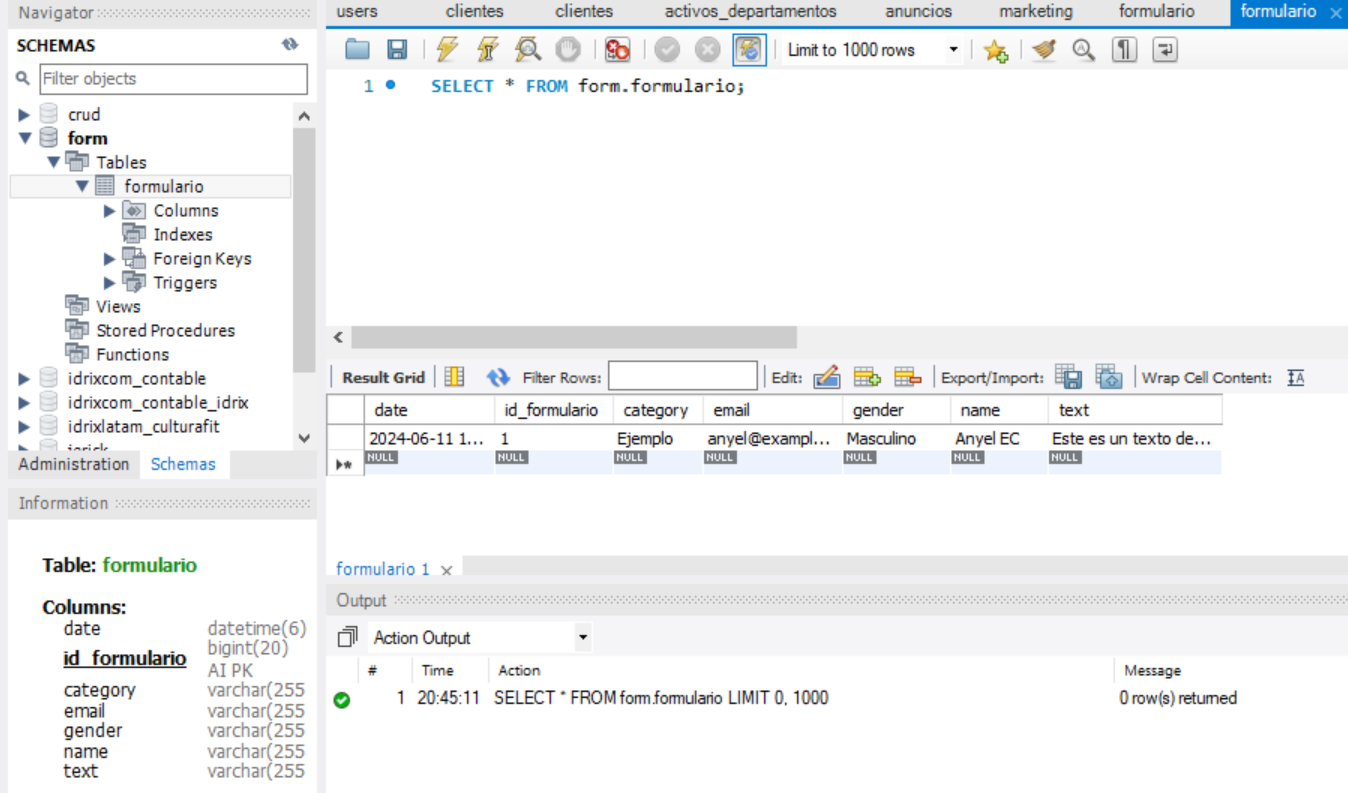 Navigator
SCHEMAS
Filter objects
crud
form
Tables
formulario
Columns
Indexes
Foreign Keys
Triggers
Views
Stored Procedures
Functions
idrixcom_contable
idrixcom_contable_idrix
idrixlatam_culturafit
Administration Schemas
Information
Table: formulario
Columns:
date datetime(6)
id_formulario bigint(20)
AI PK
category varchar(255
email varchar(255
gender varchar(255
name varchar(255
text varchar(255
users clientes clientes activos_departamentos anuncios marketing formulario formulario
Limit to 1000 rows
1 SELECT * FROM form.formulario;
Result Grid Filter Rows: Edit: Export/Import: Wrap Cell Content:
date id_formulario category email gender name text
2024-06-11 1... 1 Ejemplo anyel@exampl... Masculino Anyel EC Este es un texto de...
NULL NULL NULL NULL NULL NULL NULL
formulario 1
Output
Action Output
# Time Action Message
1 20:45:11 SELECT * FROM form.formulario LIMIT 0, 1000 0 row(s) returned